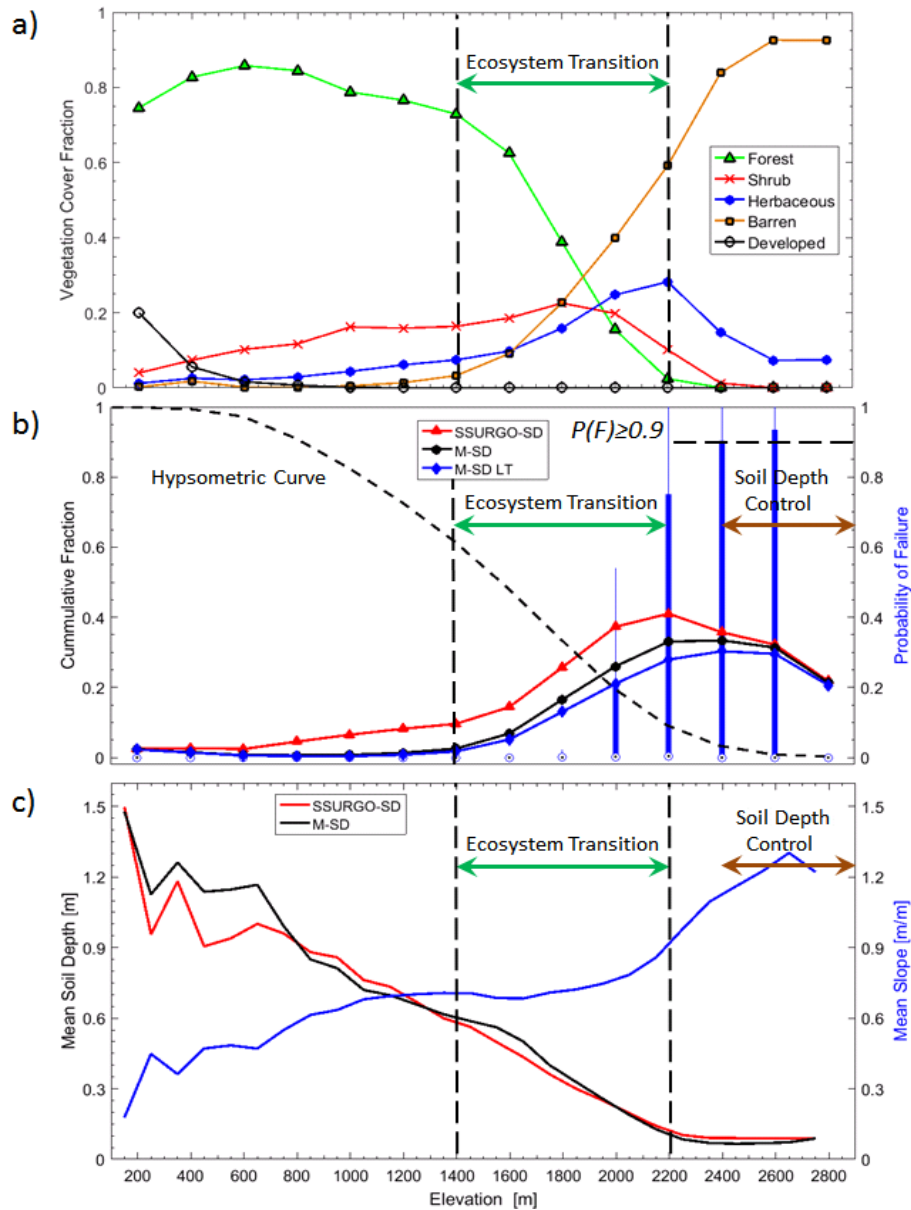 a)
Ecosystem Transition
Vegetation Cover Fraction
1
0.8
0.6
0.4
0.2
0
Forest
Shrub
Herbaceous
Barren
Developed
b)
P(F)≥0.9
SSURGO-SD
M-SD
M-SD LT
Hypsometric Curve
Ecosystem Transition
Soil Depth
Control
Cummulative Fraction
1
0.8
0.6
0.4
0.2
0
Probability of Failure
1
0.8
0.6
0.4
0.2
0
c)
SSURGO-SD
M-SD
Ecosystem Transition
Soil Depth
Control
Mean Soil Depth [m]
1.5
1.2
0.9
0.6
0.3
0
Mean Slope [m/m]
1.5
1.2
0.9
0.6
0.3
0
200 400 600 800 1000 1200 1400 1600 1800 2000 2200 2400 2600 2800
Elevation [m]